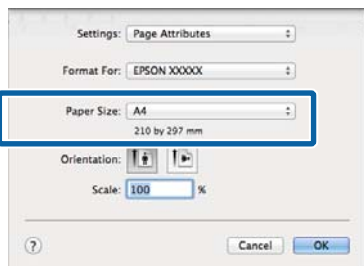 Settings: Page Attributes
Format For: EPSON XXXXX
Paper Size: A4
210 by 297 mm
Orientation:
Scale: 100 %
? Cancel OK